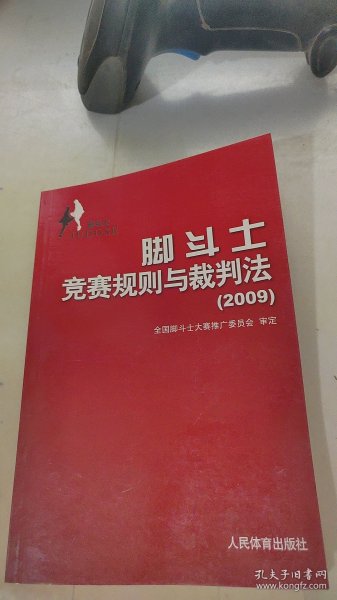 脚斗士
竞赛规则与裁判法
(2009)
全国脚斗士大赛推广委员会 审定
人民体育出版社
孔夫子旧书网
www.kongfz.com